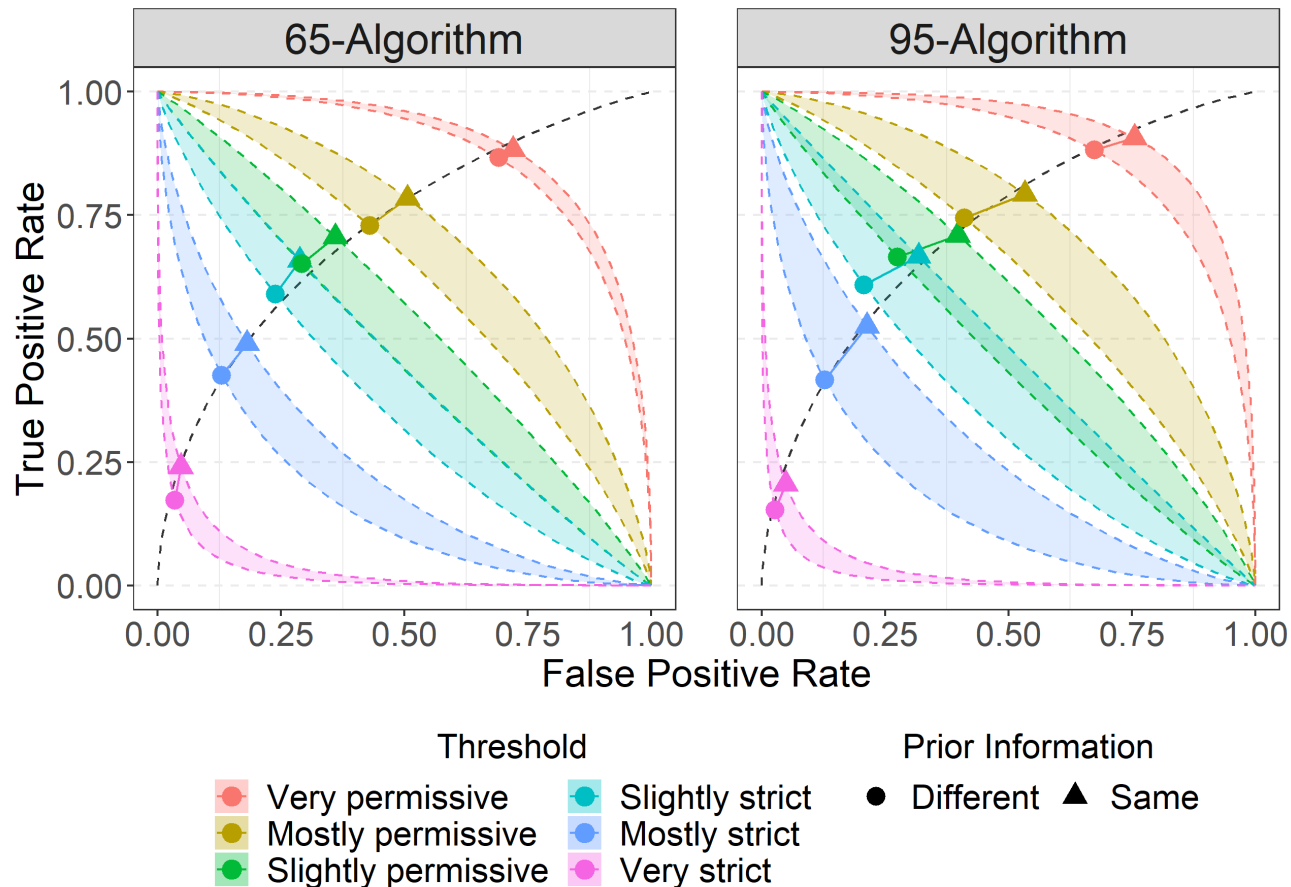 65-Algorithm
95-Algorithm
True Positive Rate
1.00
0.75
0.50
0.25
0.00
0.00 0.25 0.50 0.75 1.00
0.00 0.25 0.50 0.75 1.00
False Positive Rate
Threshold
Very permissive
Mostly permissive
Slightly permissive
Slightly strict
Mostly strict
Very strict
Prior Information
Different
Same